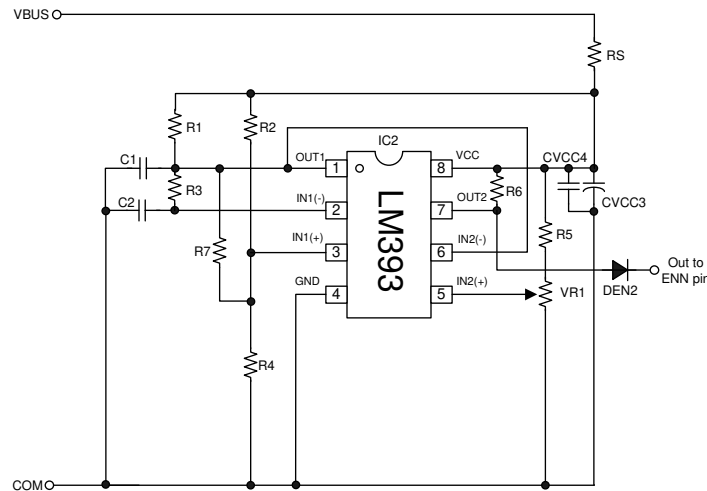 VBUS
RS
R1
R2
IC2
C1
OUT1
1
8
VCC
CVCC4
R3
R6
C2
IN1(-)
2
7
OUT2
CVCC3
LM393
R7
R5
IN1(+)
3
6
IN2(-)
Out to
ENN pin
GND
4
5
IN2(+)
VR1
DEN2
R4
COM